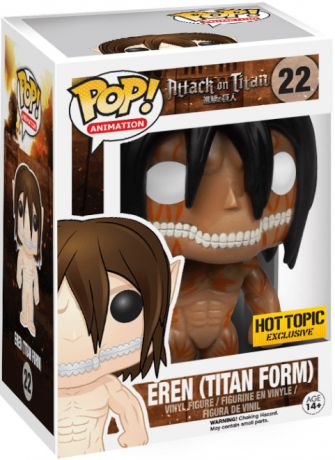 POP!
ANIMATION
Attack on Titan
進撃の巨人
22
HOT TOPIC
EXCLUSIVE
EREN (TITAN FORM)
VINYL FIGURE / FIGURINE EN VINYLE /
FIGURA DE VINIL
WARNING: Choking Hazard.
May contain small parts.
AGE
14+
EREN (TITAN FORM)
22